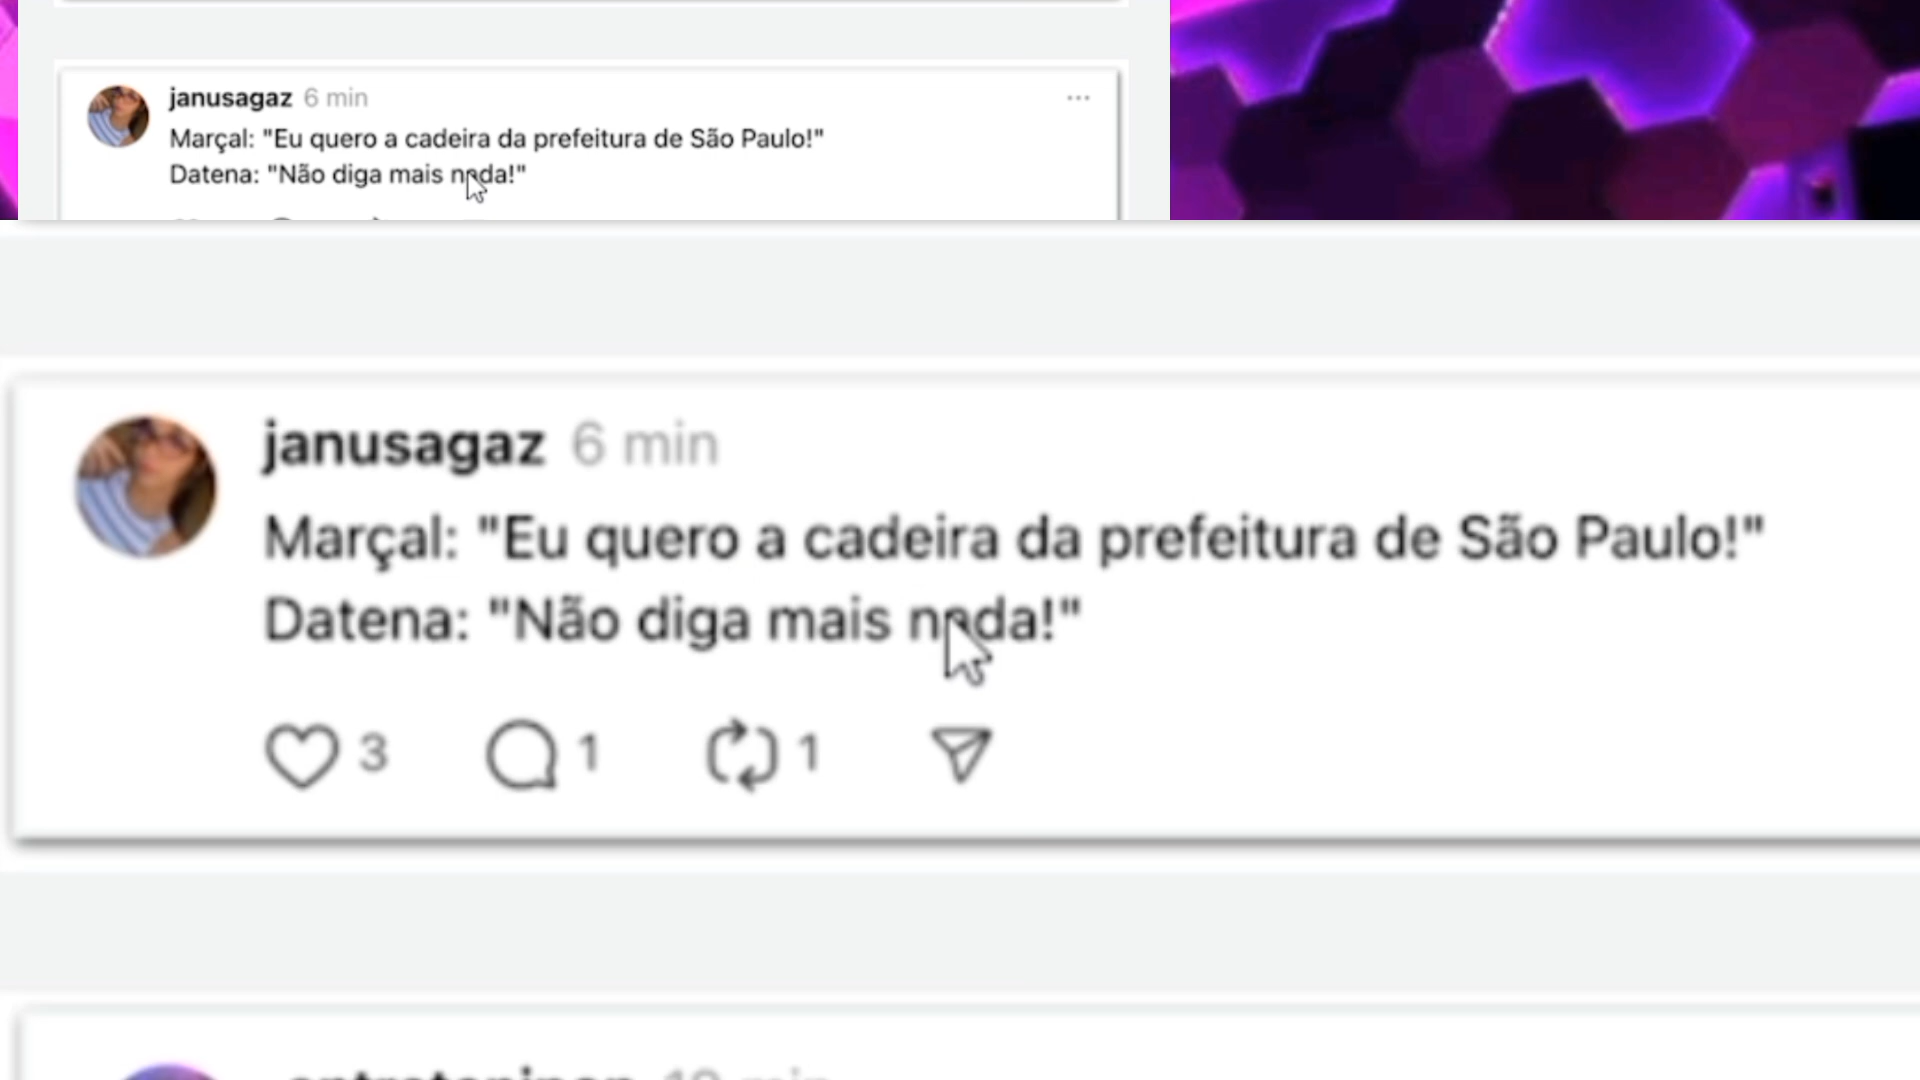 janusagaz 6 min
Marçal: "Eu quero a cadeira da prefeitura de São Paulo!"
Datena: "Não diga mais nada!"
janusagaz 6 min
Marçal: "Eu quero a cadeira da prefeitura de São Paulo!"
Datena: "Não diga mais nada!"
3 1 1